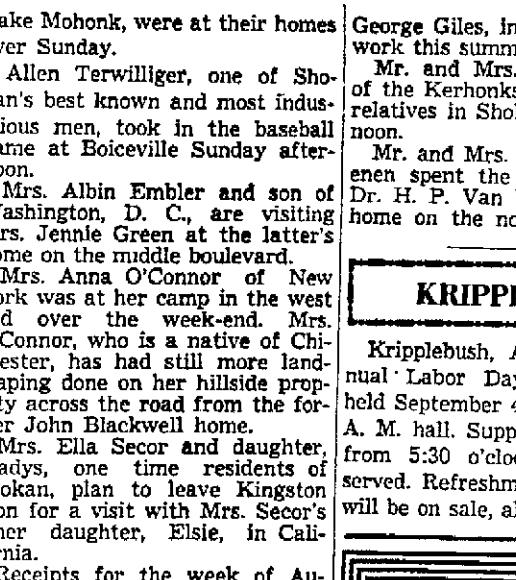 ake Mohonk, were at their homes
ver Sunday.
Allen Terwilliger, one of Sho-
an's best known and most indus-
ious men, took in the baseball
ame at Boiceville Sunday after-
oon.
Mrs. Albin Embler and son of
ashington, D. C., are visiting
rs. Jennie Green at the latter's
ome on the middle boulevard.
Mrs. Anna O'Connor of New
ork was at her camp in the west
d over the week-end. Mrs.
Connor, who is a native of Chi-
ester, has had still more land-
aping done on her hillside prop-
ty across the road from the for-
er John Blackwell home.
Mrs. Ella Secor and daughter,
adys, one time residents of
okan, plan to leave Kingston
on for a visit with Mrs. Secor's
her daughter, Elsie, in Cali-
rnia.
Receipts for the week of Au-
George Giles, in
work this summ
Mr. and Mrs.
of the Kerhonks
relatives in Sho
noon.
Mr. and Mrs.
enen spent the
Dr. H. P. Van
home on the no
KRIPPI
Kripplebush, A
nual Labor Day
held September 4
A. M. hall. Supp
from 5:30 o'cloc
served. Refreshm
will be on sale, al